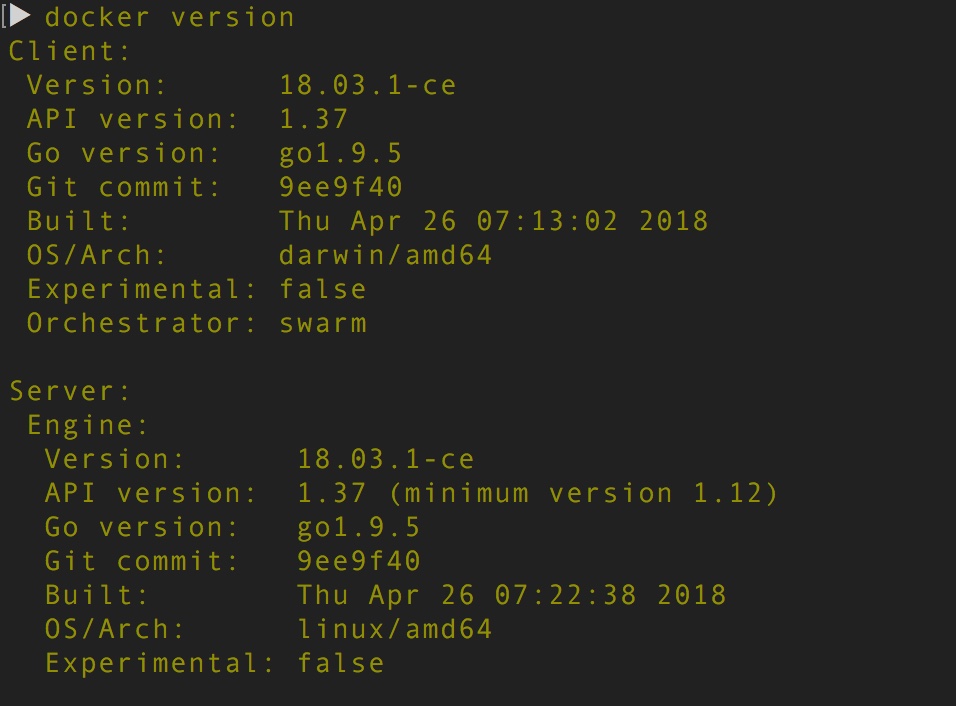 [▶ docker version
Client:
 Version:      18.03.1-ce
 API version:  1.37
 Go version:   go1.9.5
 Git commit:   9ee9f40
 Built:        Thu Apr 26 07:13:02 2018
 OS/Arch:      darwin/amd64
 Experimental: false
 Orchestrator: swarm

Server:
 Engine:
  Version:      18.03.1-ce
  API version:  1.37 (minimum version 1.12)
  Go version:   go1.9.5
  Git commit:   9ee9f40
  Built:        Thu Apr 26 07:22:38 2018
  OS/Arch:      linux/amd64
  Experimental: false